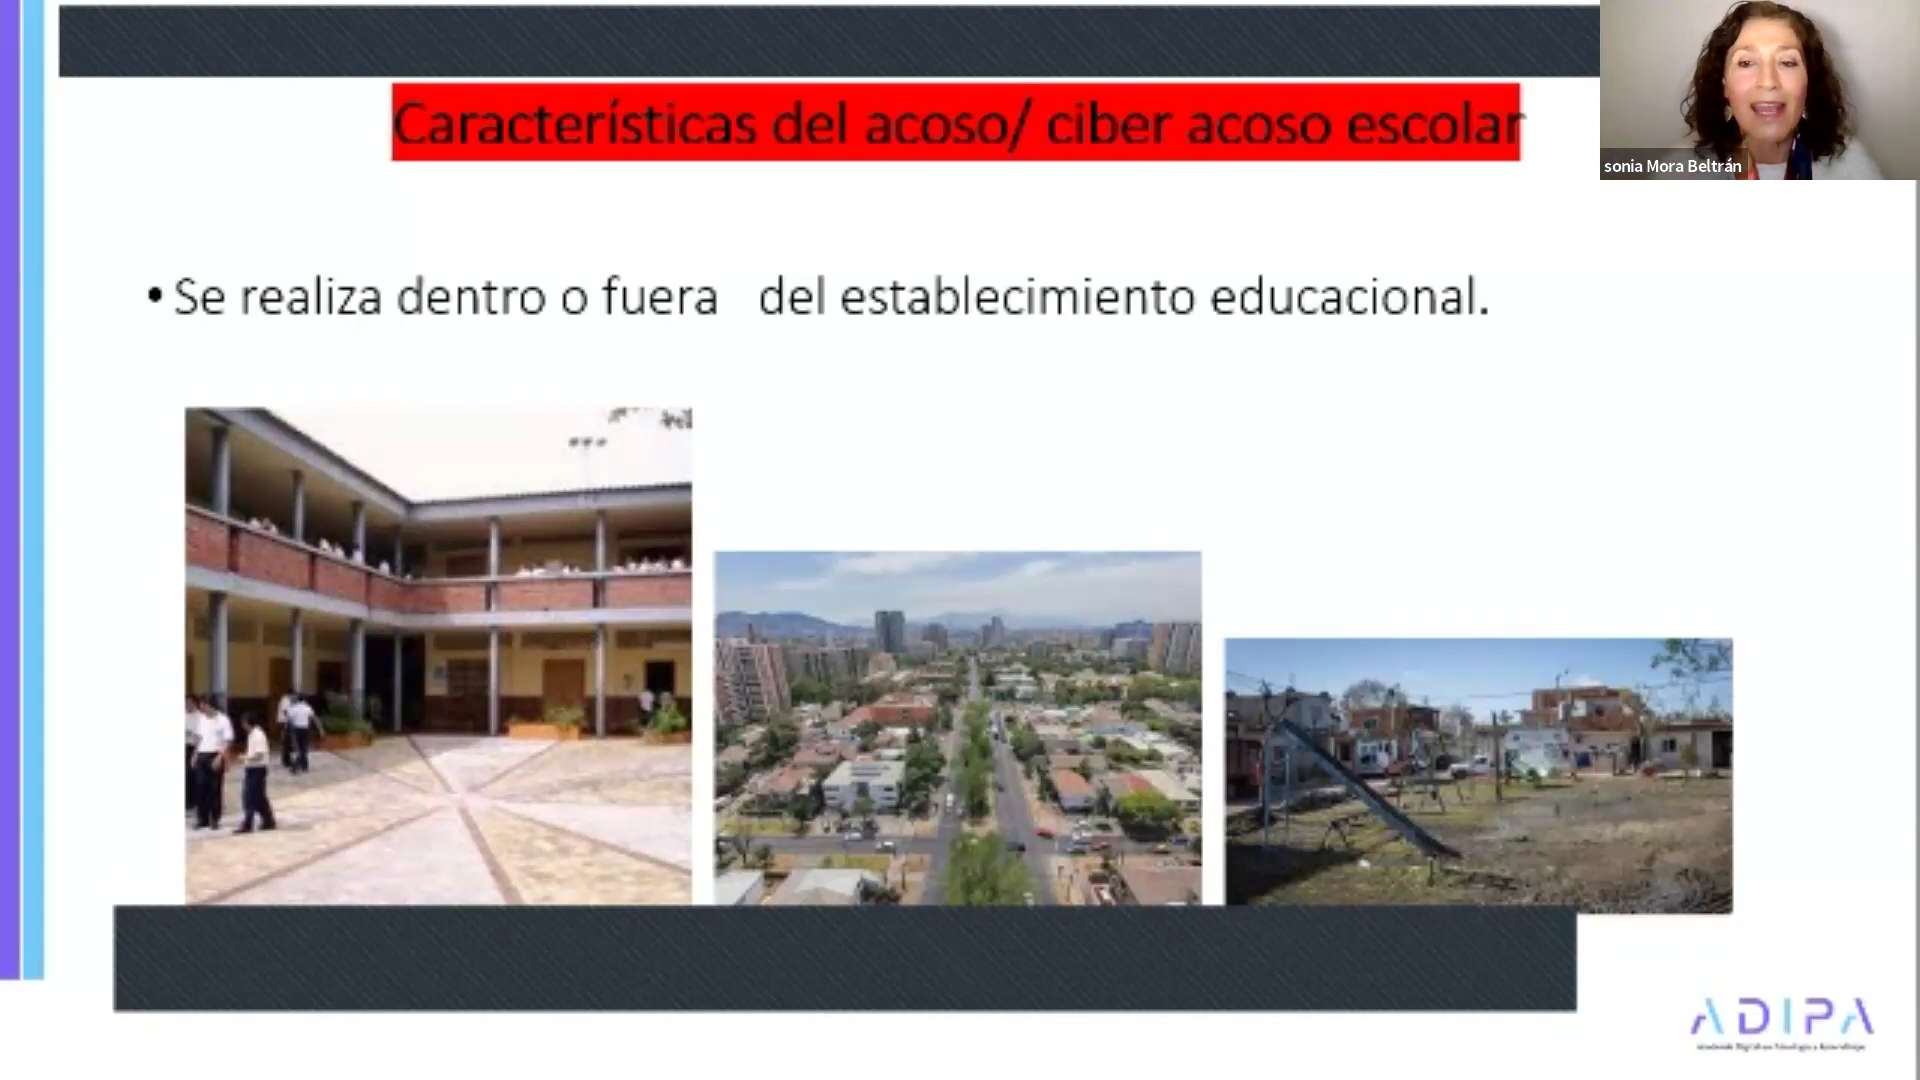 Características del acoso/ ciber acoso escolar
sonia Mora Beltrán
• Se realiza dentro o fuera   del establecimiento educacional.
ADIPA